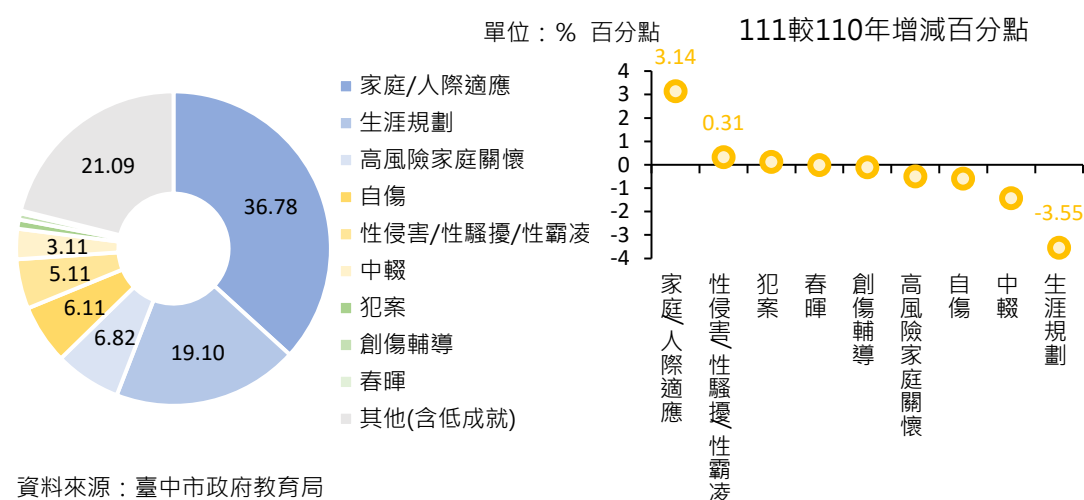 單位：% 百分點
111較110年增減百分點
36.78
19.10
6.82
6.11
5.11
3.11
21.09
家庭/人際適應
生涯規劃
高風險家庭關懷
自傷
性侵害/性騷擾/性霸凌
中輟
犯案
創傷輔導
春暉
其他(含低成就)
4
3
2
1
0
-1
-2
-3
-4
3.14
0.31
-3.55
家庭/人際適應
性侵害/性騷擾/性霸凌
犯案
春暉
創傷輔導
高風險家庭關懷
自傷
中輟
生涯規劃
資料來源：臺中市政府教育局